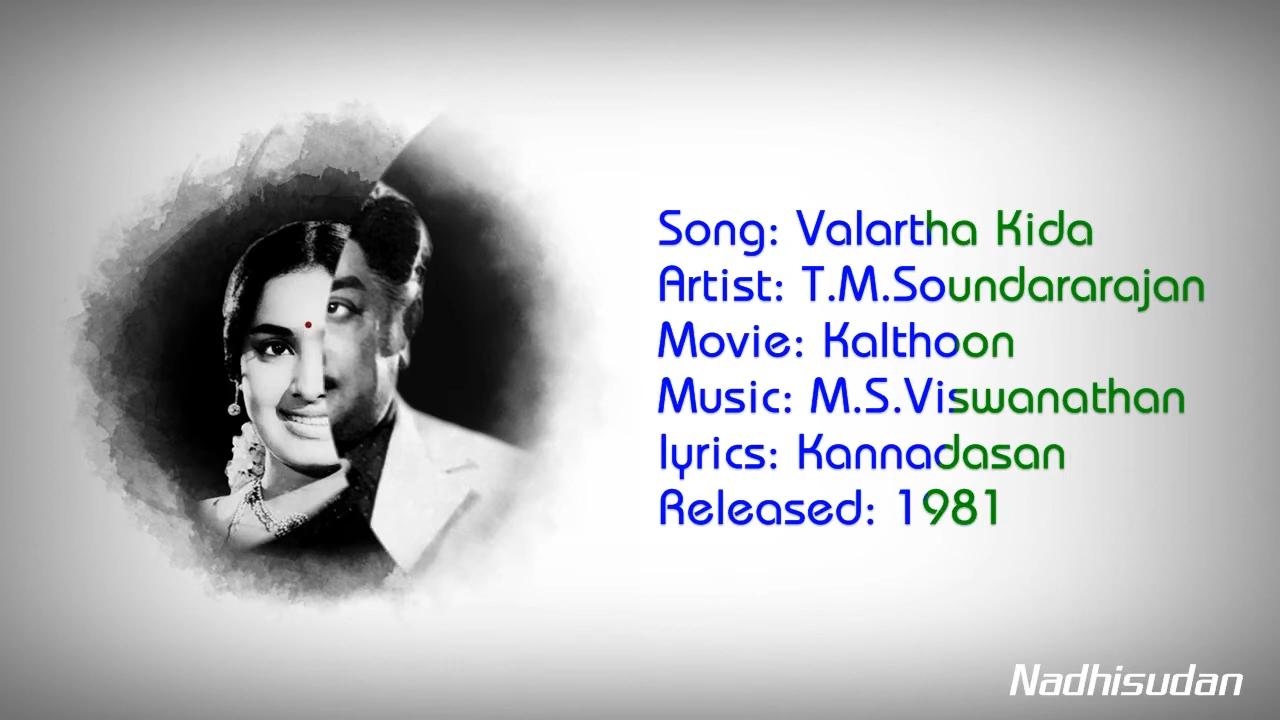 Song: Valartha Kida
Artist: T.M.Soundararajan
Movie: Kalthoon
Music: M.S.Viswanathan
lyrics: Kannadasan
Released: 1981
Nadhisudan